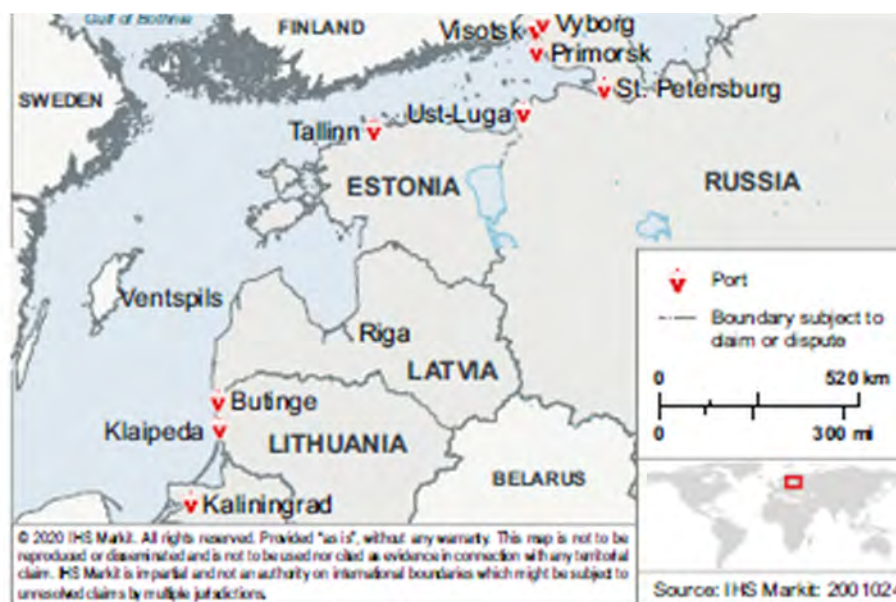 Gulf of Bothnia
FINLAND
Visotsk
Vyborg
Primorsk
SWEDEN
St. Petersburg
Ust-Luga
Tallinn
ESTONIA
RUSSIA
Port
Ventspils
Boundary subject to
claim or dispute
Riga
LATVIA
0 520 km
Butinge
Klaipeda
0 300 mi
LITHUANIA
BELARUS
Kaliningrad
© 2020 IHS Markit. All rights reserved. Provided "as is", without any warranty. This map is not to be
reproduced or disseminated and is not to be used nor cited as evidence in connection with any territorial
claim. IHS Markit is impartial and not an authority on international boundaries which might be subject to
unresolved claims by multiple jurisdictions.
Source: IHS Markit: 200102